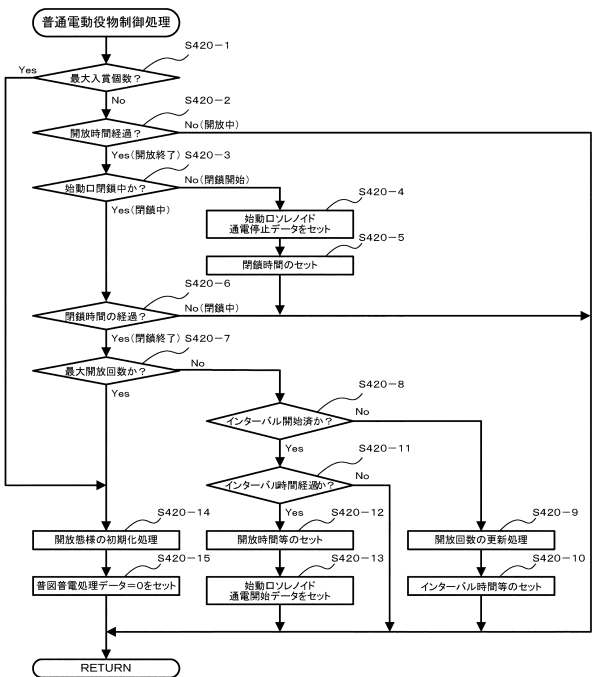 普通電動役物制御処理
S420-1
Yes
最大入賞個数？
No
S420-2
開放時間経過？
No(開放中)
Yes(開放終了)
S420-3
始動口閉鎖中か？
No(閉鎖開始)
Yes(閉鎖中)
S420-4
始動口ソレノイド
通電停止データをセット
S420-5
閉鎖時間のセット
S420-6
閉鎖時間の経過？
No(閉鎖中)
Yes(閉鎖終了)
S420-7
最大開放回数か？
No
Yes
S420-8
インターバル開始済か？
No
Yes
S420-11
インターバル時間経過か？
No
Yes
S420-14
S420-12
S420-9
開放態様の初期化処理
開放時間等のセット
開放回数の更新処理
S420-15
S420-13
S420-10
普図普電処理データ=0をセット
始動口ソレノイド
通電開始データをセット
インターバル時間等のセット
RETURN